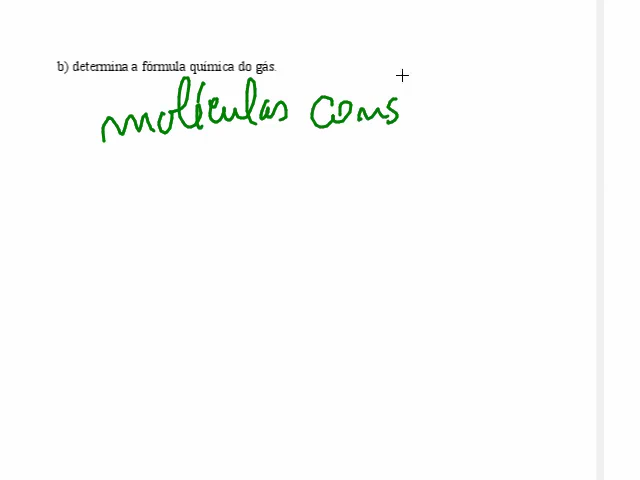 b) determina a fórmula química do gás.
moléculas cons